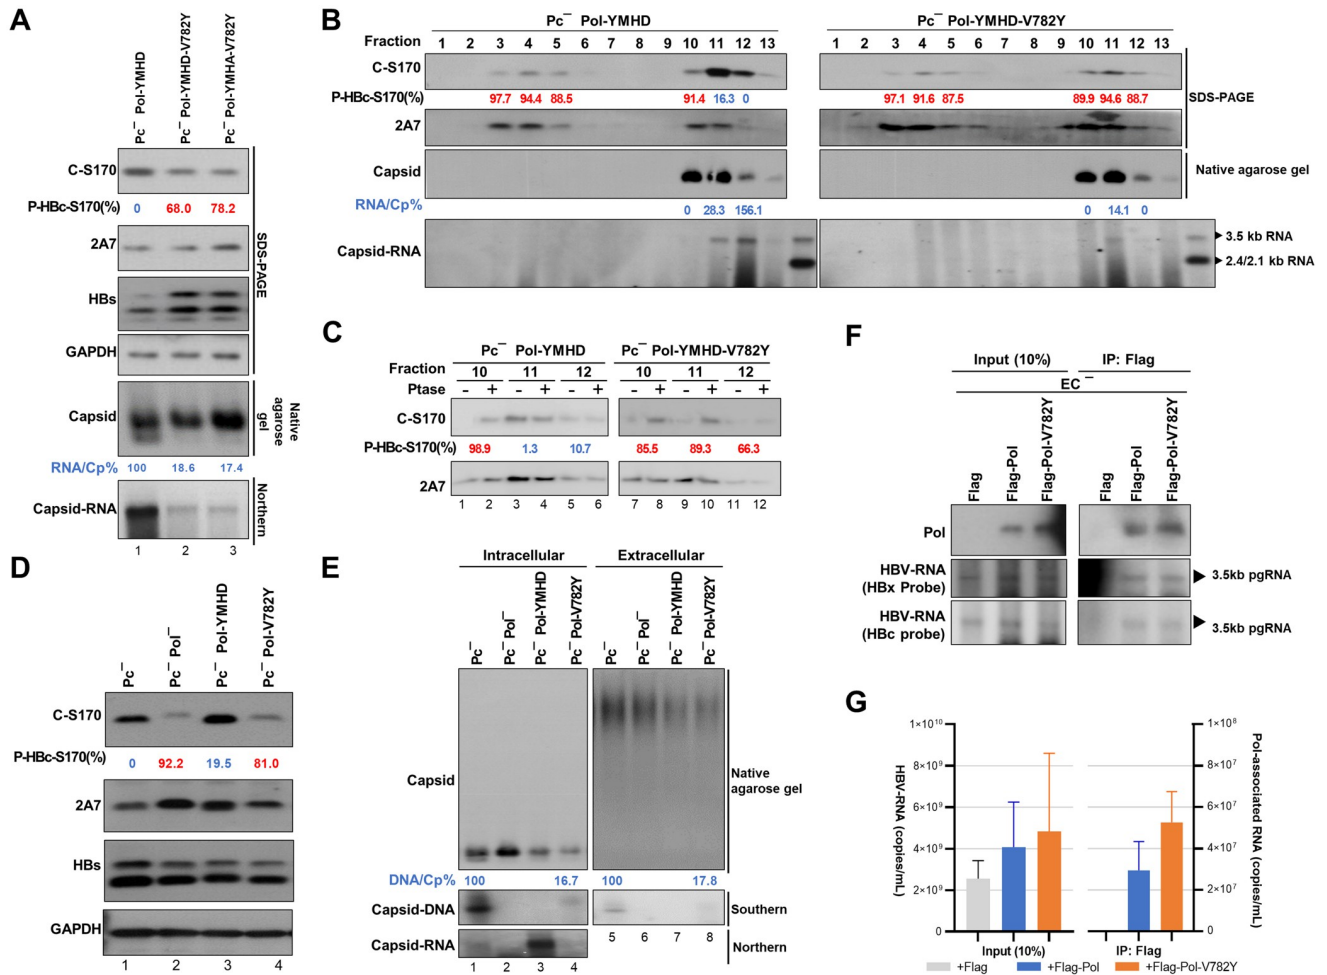 A
Pc⁻ Pol-YMHD
Pc⁻ Pol-YMHD-V782Y
Pc⁻ Pol-YMHA-V782Y
C-S170
P-HBc-S170(%) 0 68.0 78.2
2A7
HBs
GAPDH
SDS-PAGE
Capsid
Native agarose gel
RNA/Cp% 100 18.6 17.4
Capsid-RNA
Northern
1 2 3
B
Pc⁻ Pol-YMHD Pc⁻ Pol-YMHD-V782Y
Fraction 1 2 3 4 5 6 7 8 9 10 11 12 13 1 2 3 4 5 6 7 8 9 10 11 12 13
C-S170
P-HBc-S170(%) 97.7 94.4 88.5 91.4 16.3 0 97.1 91.6 87.5 89.9 94.6 88.7
SDS-PAGE
2A7
Capsid
Native agarose gel
RNA/Cp% 0 28.3 156.1 0 14.1 0
Capsid-RNA
3.5 kb RNA
2.4/2.1 kb RNA
C
Pc⁻ Pol-YMHD Pc⁻ Pol-YMHD-V782Y
Fraction 10 11 12 10 11 12
Ptase - + - + - + - + - + - +
C-S170
P-HBc-S170(%) 98.9 1.3 10.7 85.5 89.3 66.3
2A7
1 2 3 4 5 6 7 8 9 10 11 12
D
Pc⁻
Pc⁻ Pol⁻
Pc⁻ Pol-YMHD
Pc⁻ Pol-V782Y
C-S170
P-HBc-S170(%) 0 92.2 19.5 81.0
2A7
HBs
GAPDH
1 2 3 4
E
Intracellular Extracellular
Pc⁻
Pc⁻ Pol⁻
Pc⁻ Pol-YMHD
Pc⁻ Pol-V782Y
Pc⁻
Pc⁻ Pol⁻
Pc⁻ Pol-YMHD
Pc⁻ Pol-V782Y
Capsid
Native agarose gel
DNA/Cp% 100 16.7 100 17.8
Capsid-DNA
Southern
5 6 7 8
Capsid-RNA
Northern
1 2 3 4
F
Input (10%) IP: Flag
EC⁻
Flag
Flag-Pol
Flag-Pol-V782Y
Flag
Flag-Pol
Flag-Pol-V782Y
Pol
HBV-RNA
(HBx Probe)
3.5kb pgRNA
HBV-RNA
(HBc probe)
3.5kb pgRNA
G
HBV-RNA (copies/mL)
1×10¹⁰
8×10⁹
6×10⁹
4×10⁹
2×10⁹
0
Pol-associated RNA (copies/mL)
1×10⁸
8×10⁷
6×10⁷
4×10⁷
2×10⁷
0
Input (10%) IP: Flag
+Flag +Flag-Pol +Flag-Pol-V782Y